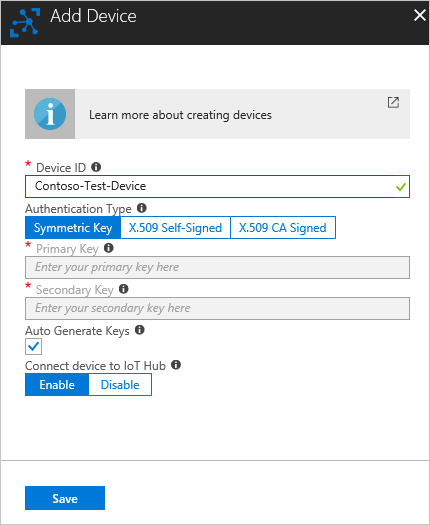 Add Device
Learn more about creating devices
* Device ID
Contoso-Test-Device
Authentication Type
Symmetric Key X.509 Self-Signed X.509 CA Signed
* Primary Key
Enter your primary key here
* Secondary Key
Enter your secondary key here
Auto Generate Keys
Connect device to IoT Hub
Enable Disable
Save